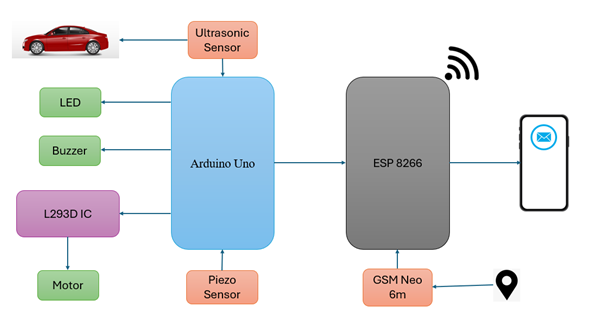 Ultrasonic
Sensor
LED
Buzzer
Arduino Uno
ESP 8266
L293D IC
Motor
Piezo
Sensor
GSM Neo
6m